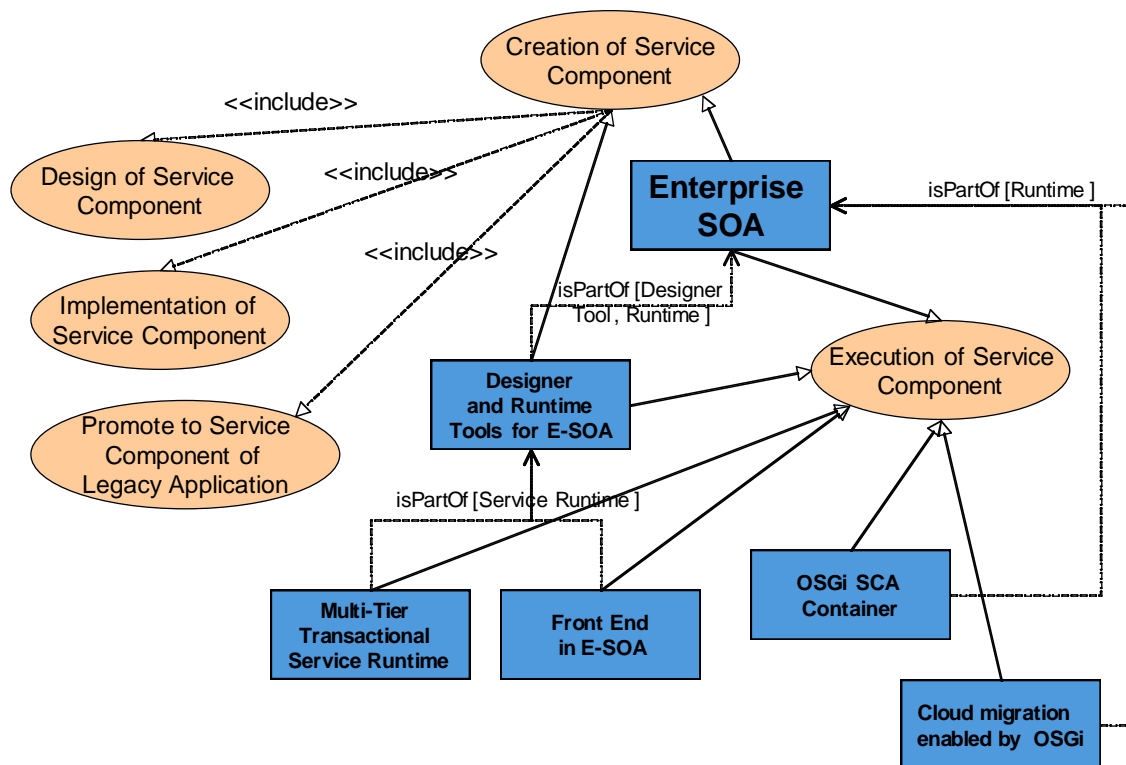 Creation of Service
Component
<<include>>
Design of Service
Component
<<include>>
Enterprise
SOA
isPartOf [Runtime ]
<<include>>
isPartOf [Designer
Tool , Runtime ]
Implementation of
Service Component
Execution of Service
Component
Designer
and Runtime
Tools for E-SOA
Promote to Service
Component of
Legacy Application
isPartOf [Service Runtime ]
Multi-Tier
Transactional
Service Runtime
Front End
in E-SOA
OSGi SCA
Container
Cloud migration
enabled by OSGi